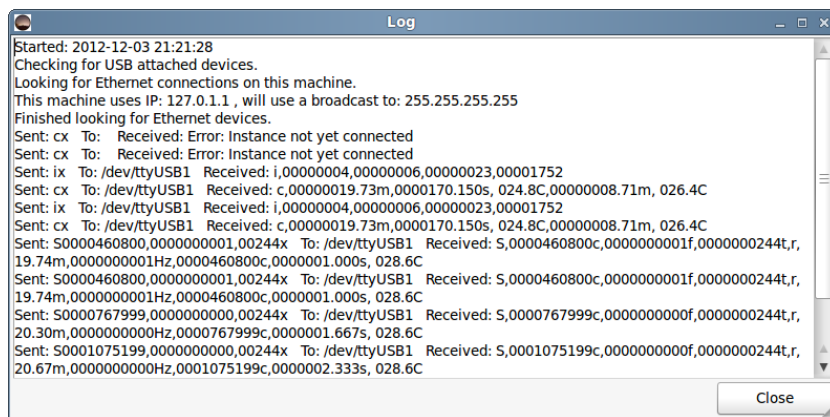 Log
Started: 2012-12-03 21:21:28
Checking for USB attached devices.
Looking for Ethernet connections on this machine.
This machine uses IP: 127.0.1.1 , will use a broadcast to: 255.255.255.255
Finished looking for Ethernet devices.
Sent: cx   To:    Received: Error: Instance not yet connected
Sent: cx   To:    Received: Error: Instance not yet connected
Sent: ix   To: /dev/ttyUSB1   Received: i,00000004,00000006,00000023,00001752
Sent: cx   To: /dev/ttyUSB1   Received: c,00000019.73m,0000170.150s, 024.8C,00000008.71m, 026.4C
Sent: ix   To: /dev/ttyUSB1   Received: i,00000004,00000006,00000023,00001752
Sent: cx   To: /dev/ttyUSB1   Received: c,00000019.73m,0000170.150s, 024.8C,00000008.71m, 026.4C
Sent: S0000460800,0000000001,00244x   To: /dev/ttyUSB1   Received: S,0000460800c,0000000001f,0000000244t,r,
19.74m,0000000001Hz,0000460800c,0000001.000s, 028.6C
Sent: S0000460800,0000000001,00244x   To: /dev/ttyUSB1   Received: S,0000460800c,0000000001f,0000000244t,r,
19.74m,0000000001Hz,0000460800c,0000001.000s, 028.6C
Sent: S0000767999,0000000000,00244x   To: /dev/ttyUSB1   Received: S,0000767999c,0000000000f,0000000244t,r,
20.30m,0000000000Hz,0000767999c,0000001.667s, 028.6C
Sent: S0001075199,0000000000,00244x   To: /dev/ttyUSB1   Received: S,0001075199c,0000000000f,0000000244t,r,
20.67m,0000000000Hz,0001075199c,0000002.333s, 028.6C
Close